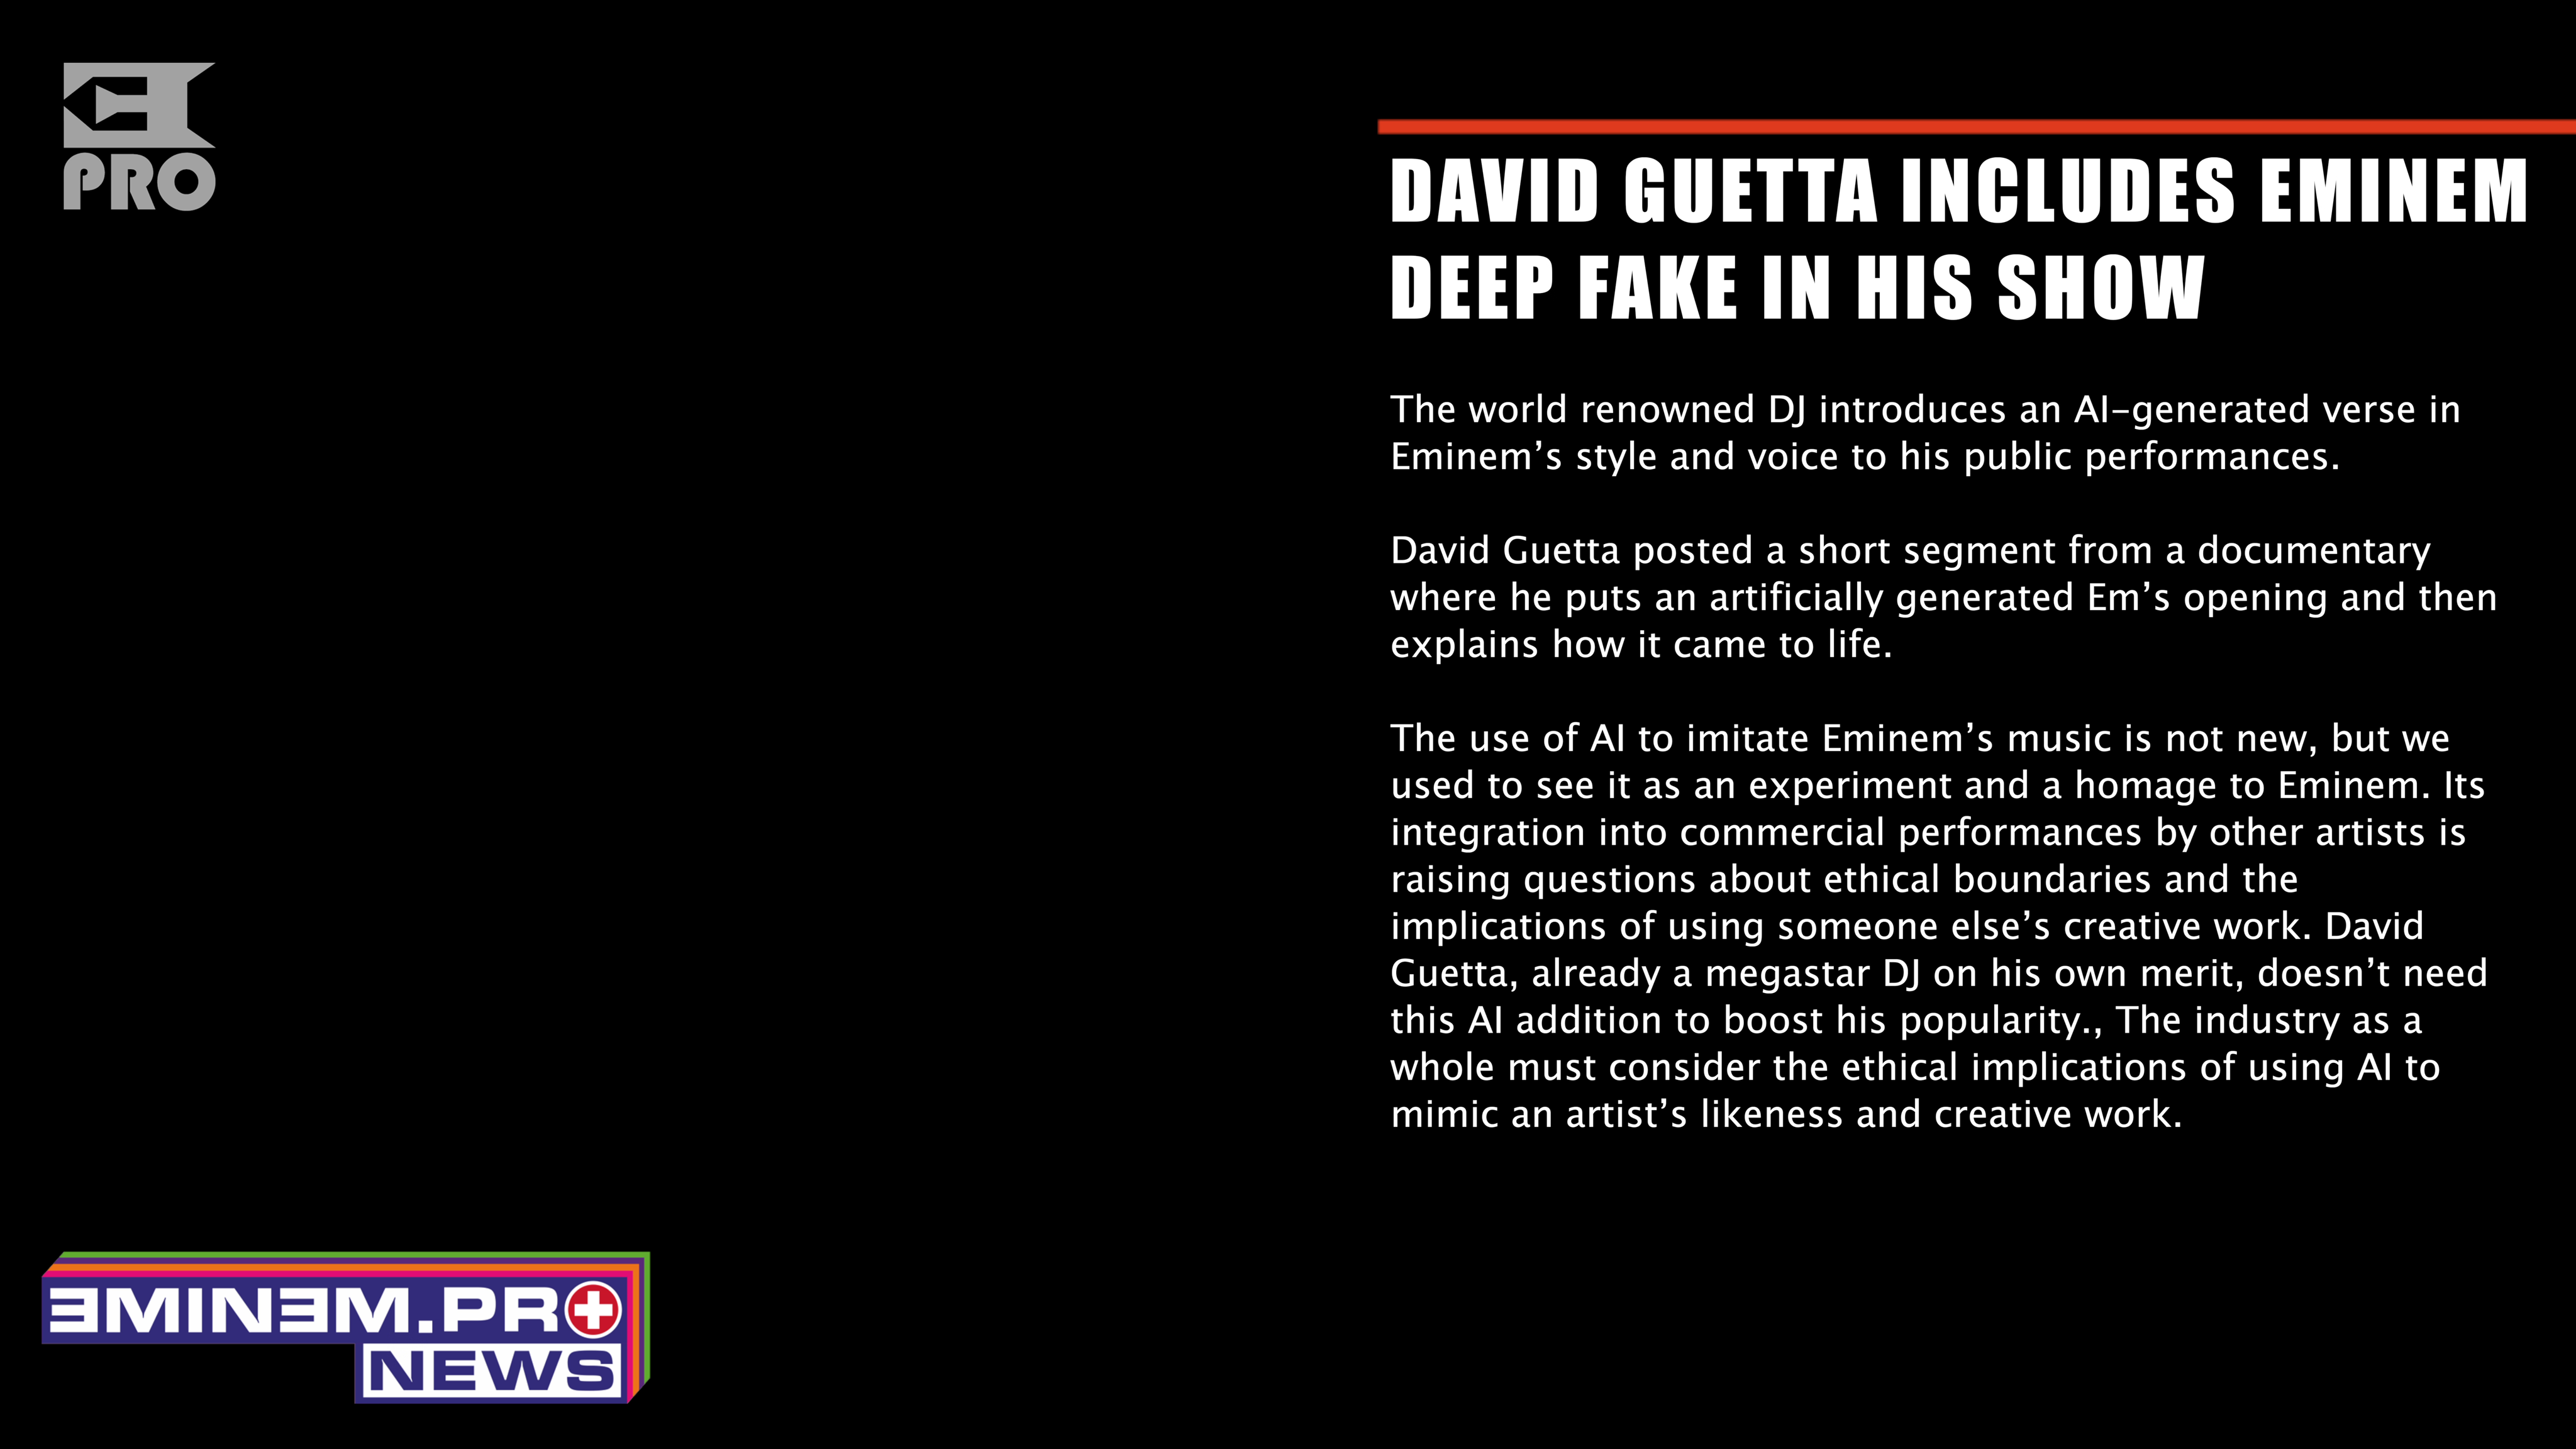 PRO
DAVID GUETTA INCLUDES EMINEM
DEEP FAKE IN HIS SHOW
The world renowned DJ introduces an AI-generated verse in
Eminem’s style and voice to his public performances.
David Guetta posted a short segment from a documentary
where he puts an artificially generated Em’s opening and then
explains how it came to life.
The use of AI to imitate Eminem’s music is not new, but we
used to see it as an experiment and a homage to Eminem. Its
integration into commercial performances by other artists is
raising questions about ethical boundaries and the
implications of using someone else’s creative work. David
Guetta, already a megastar DJ on his own merit, doesn’t need
this AI addition to boost his popularity., The industry as a
whole must consider the ethical implications of using AI to
mimic an artist’s likeness and creative work.
ƎMINƎM.PRO
NEWS